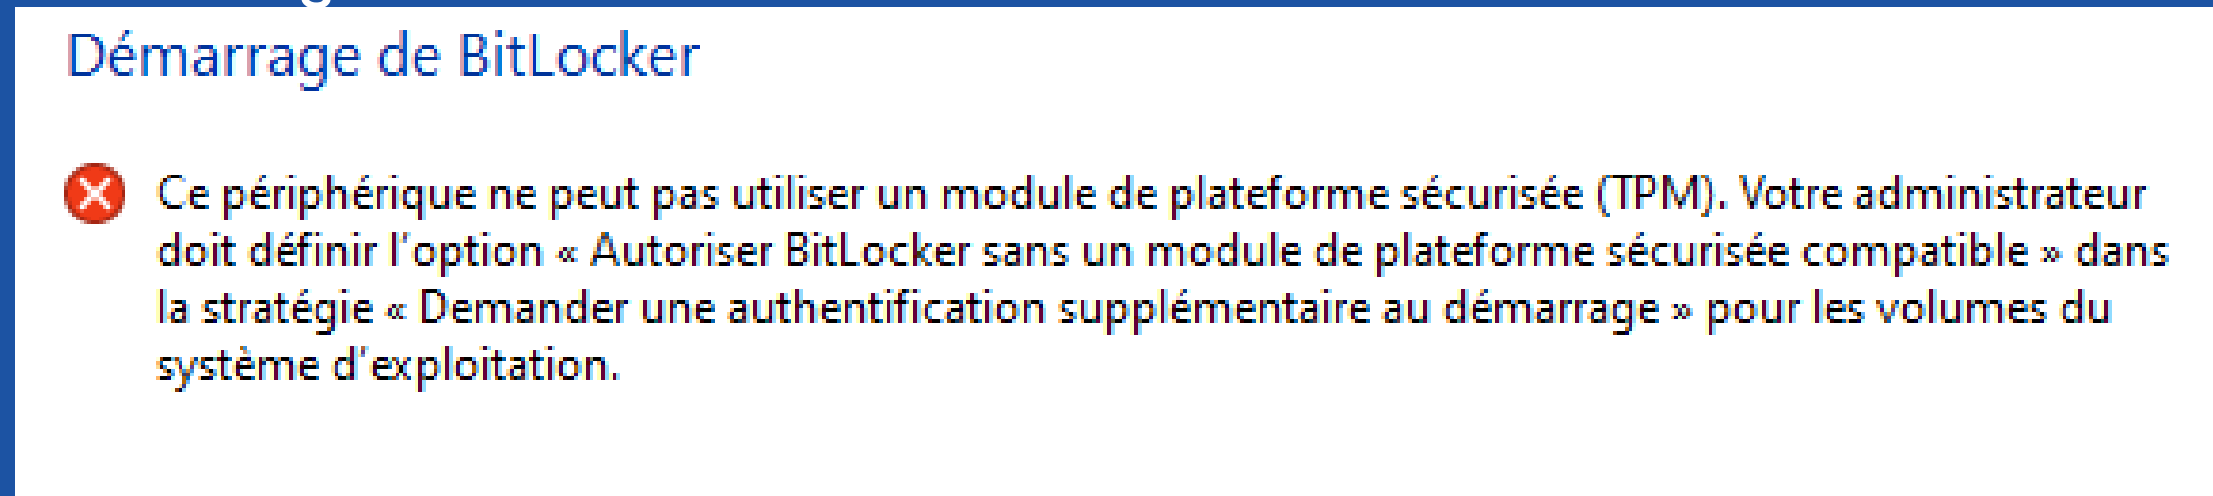 Démarrage de BitLocker
Ce périphérique ne peut pas utiliser un module de plateforme sécurisée (TPM). Votre administrateur
doit définir l'option « Autoriser BitLocker sans un module de plateforme sécurisée compatible » dans
la stratégie « Demander une authentification supplémentaire au démarrage » pour les volumes du
système d'exploitation.